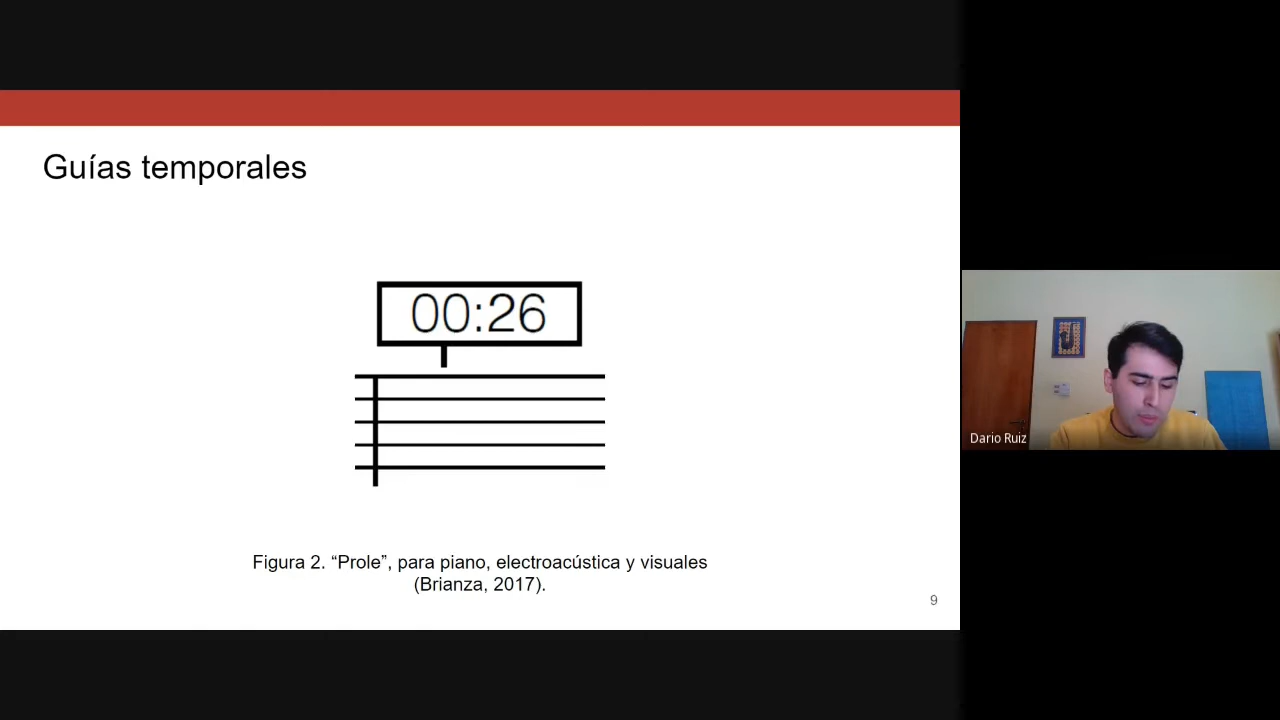 Guías temporales
00:26
Figura 2. “Prole”, para piano, electroacústica y visuales
(Brianza, 2017).
9
Dario Ruiz